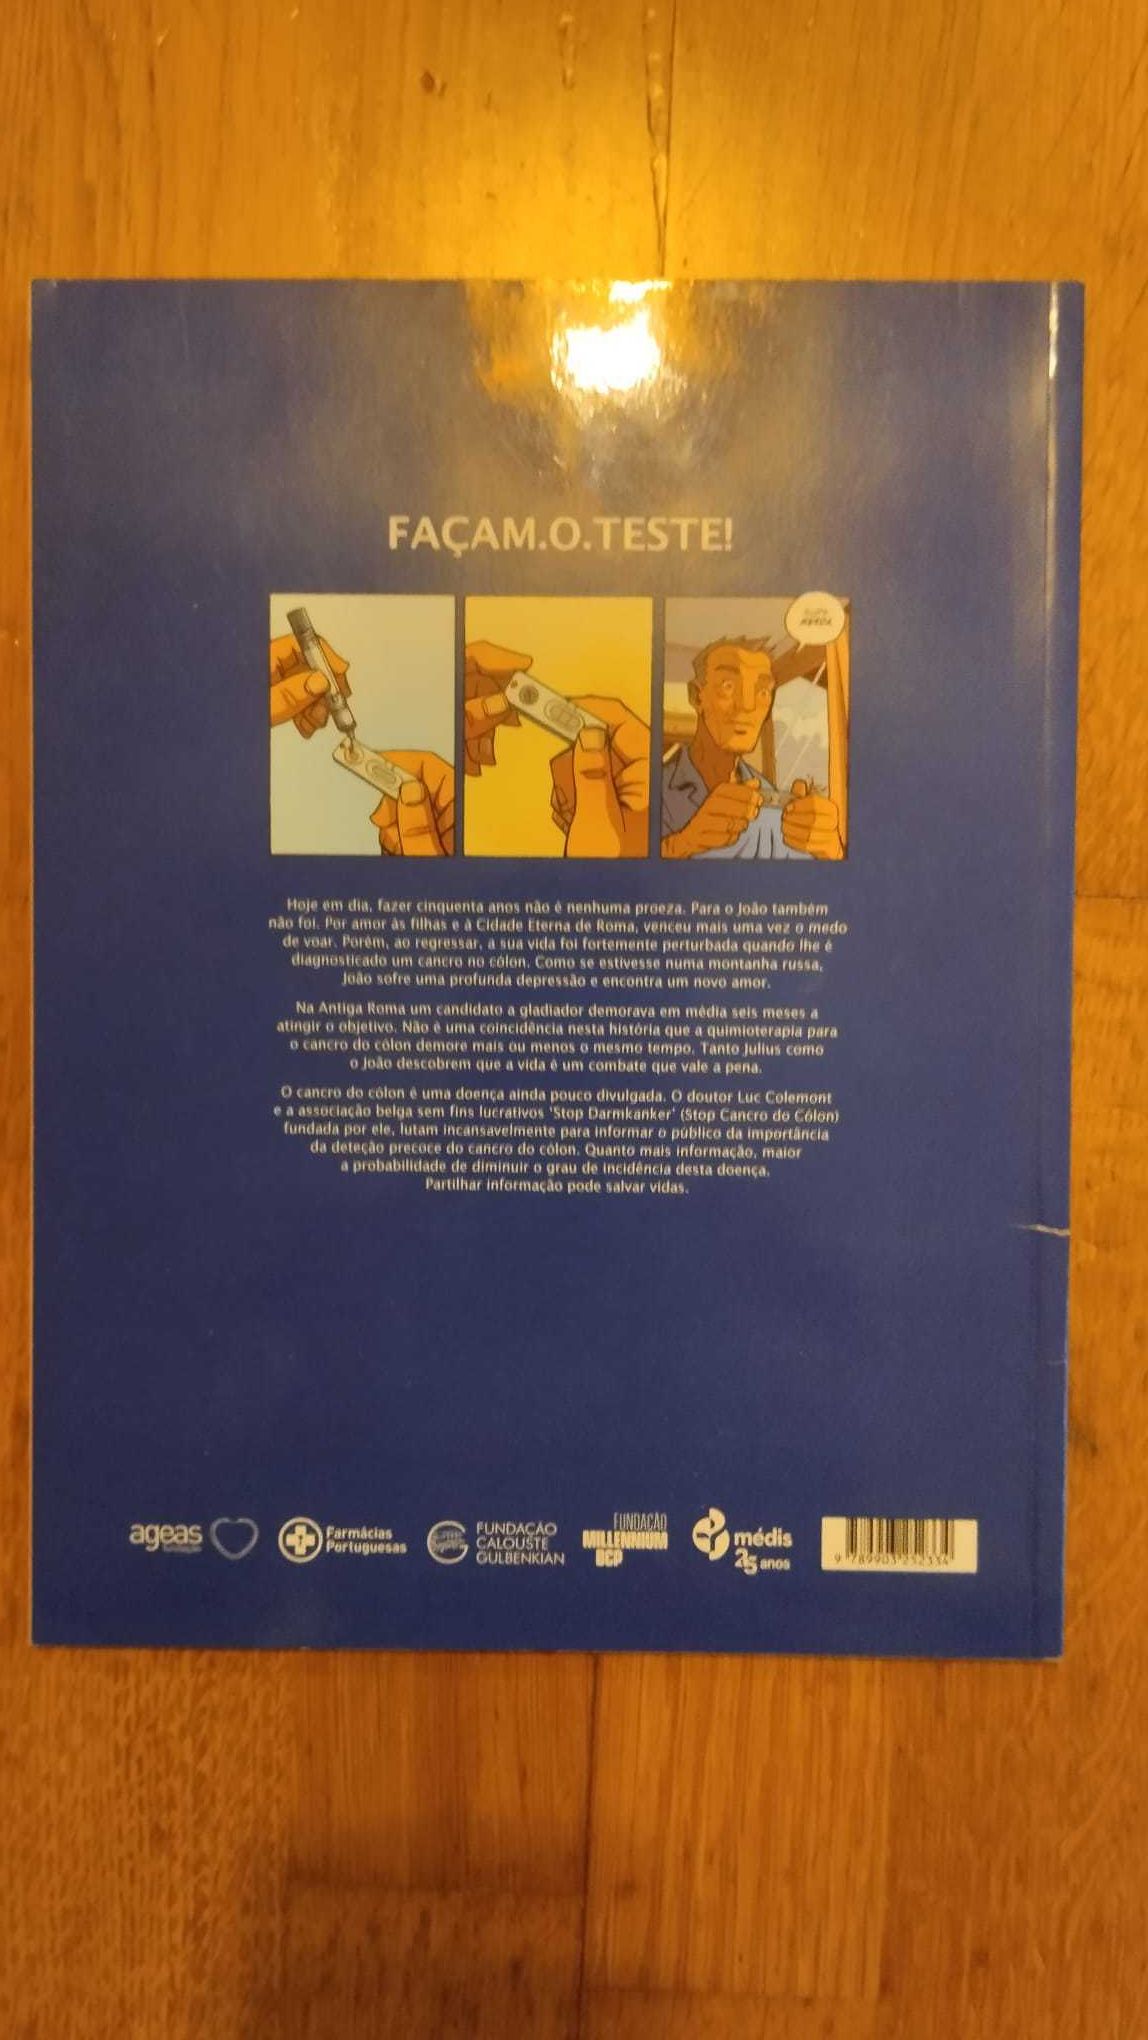 FAÇAM.O.TESTE!
Hoje em dia, fazer cinquenta anos não é nenhuma proeza. Para o João também
não foi. Por amor às filhas e à Cidade Eterna de Roma, venceu mais uma vez o medo
de voar. Porém, ao regressar, a sua vida foi fortemente perturbada quando lhe é
diagnosticado um cancro no cólon. Como se estivesse numa montanha russa,
João sofre uma profunda depressão e encontra um novo amor.
Na Antiga Roma um candidato a gladiador demorava em média seis meses a
atingir o objetivo. Não é uma coincidência nesta história que a quimioterapia para
o cancro do cólon demore mais ou menos o mesmo tempo. Tanto Julius como
o João descobrem que a vida é um combate que vale a pena.
O cancro do cólon é uma doença ainda pouco divulgada. O doutor Luc Colemont
e a associação belga sem fins lucrativos 'Stop Darmkanker' (Stop Cancro do Cólon)
fundada por ele, lutam incansavelmente para informar o público da importância
da deteção precoce do cancro do cólon. Quanto mais informação, maior
a probabilidade de diminuir o grau de incidência desta doença.
Partilhar informação pode salvar vidas.
ageas
Farmácias
Portuguesas
FUNDAÇÃO
CALOUSTE
GULBENKIAN
FUNDAÇÃO
MILLENNIUM
BCP
médis
25 anos
9 789903 252334